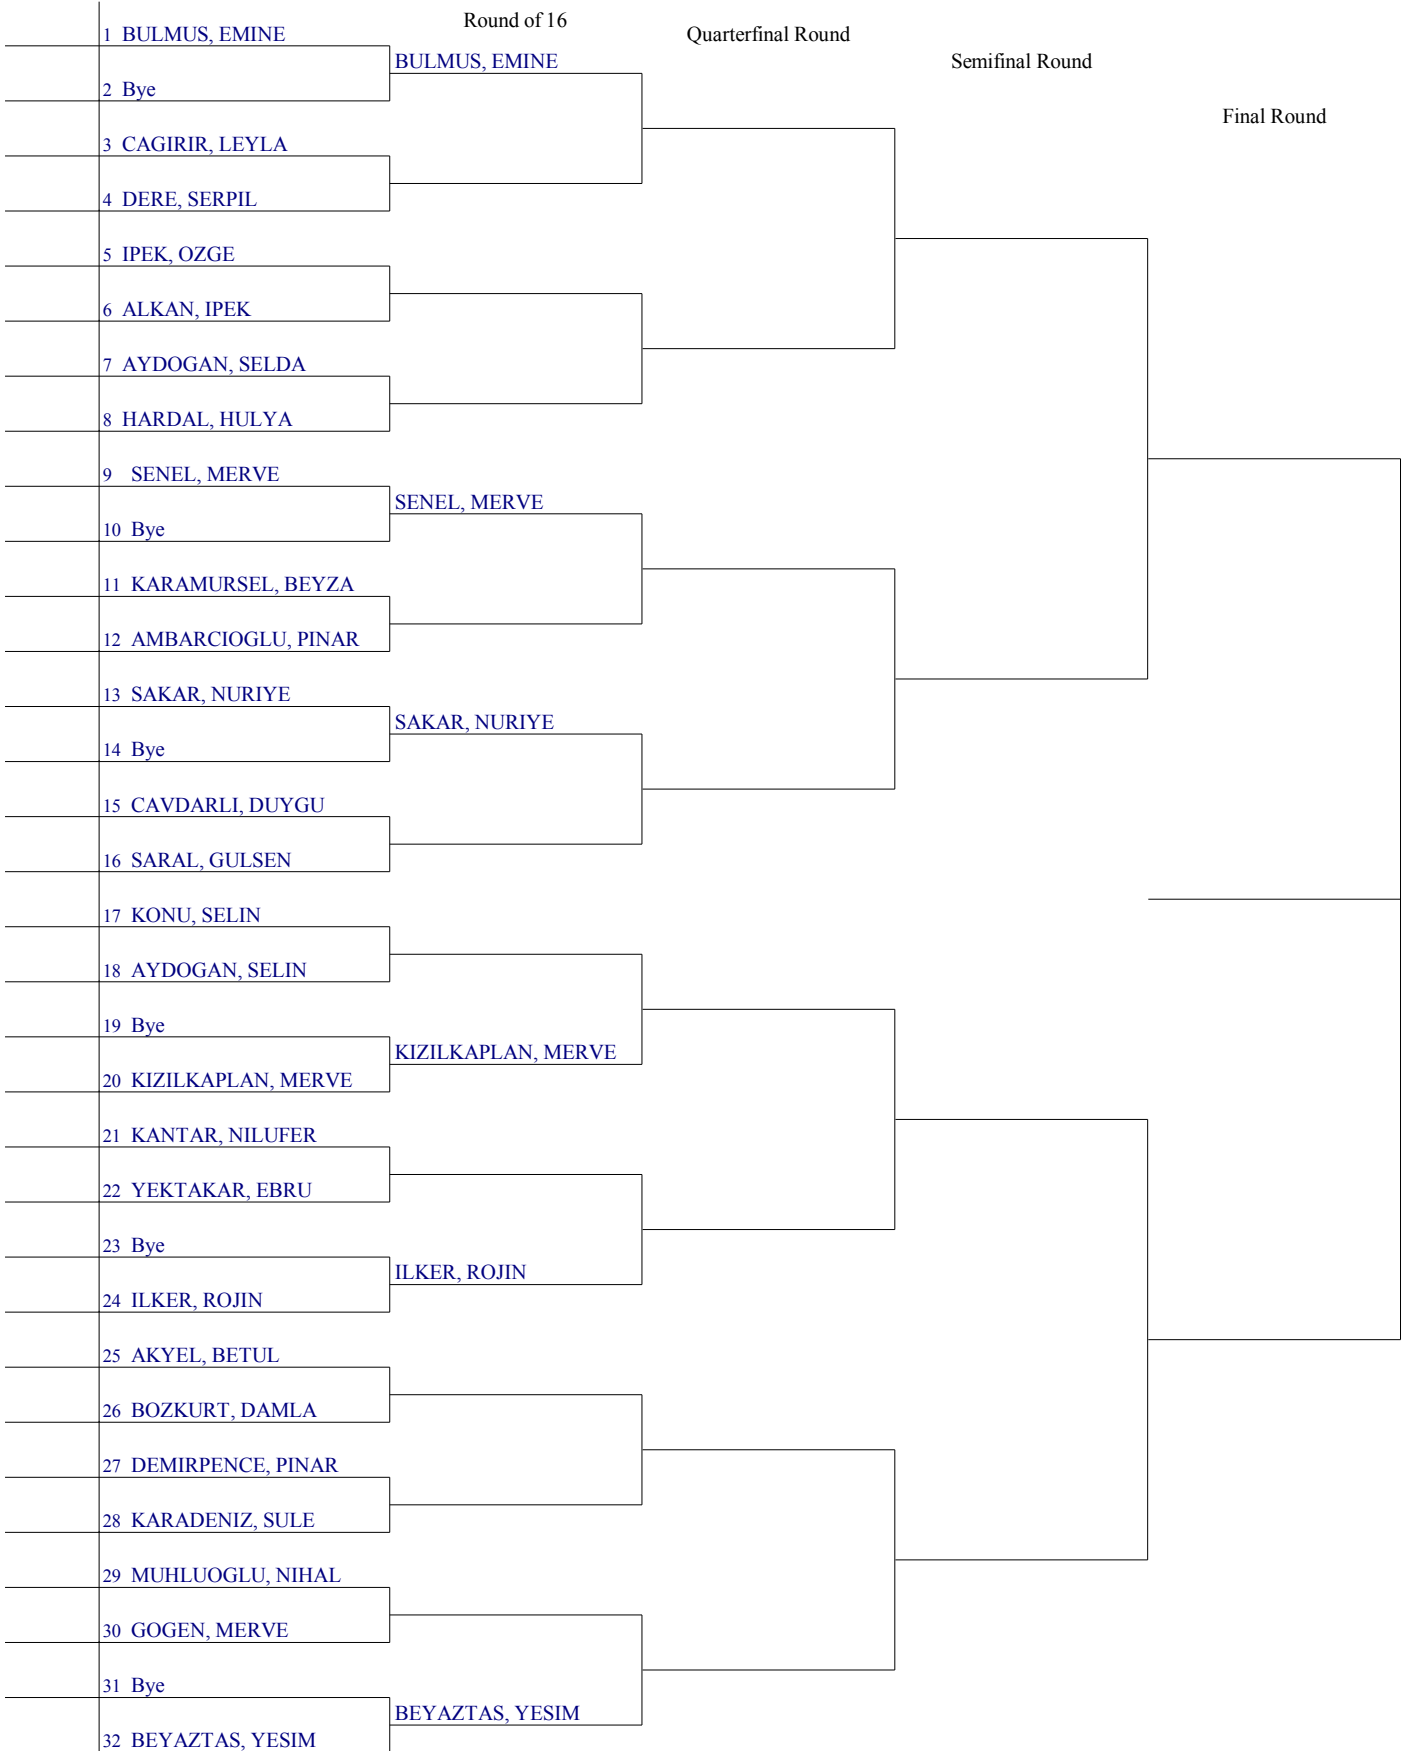 Round of 16
Quarterfinal Round
Semifinal Round
Final Round
1 BULMUS, EMINE
BULMUS, EMINE
2 Bye
3 CAGIRIR, LEYLA
4 DERE, SERPIL
5 IPEK, OZGE
6 ALKAN, IPEK
7 AYDOGAN, SELDA
8 HARDAL, HULYA
9 SENEL, MERVE
SENEL, MERVE
10 Bye
11 KARAMURSEL, BEYZA
12 AMBARCIOGLU, PINAR
13 SAKAR, NURIYE
SAKAR, NURIYE
14 Bye
15 CAVDARLI, DUYGU
16 SARAL, GULSEN
17 KONU, SELIN
18 AYDOGAN, SELIN
19 Bye
KIZILKAPLAN, MERVE
20 KIZILKAPLAN, MERVE
21 KANTAR, NILUFER
22 YEKTAKAR, EBRU
23 Bye
ILKER, ROJIN
24 ILKER, ROJIN
25 AKYEL, BETUL
26 BOZKURT, DAMLA
27 DEMIRPENCE, PINAR
28 KARADENIZ, SULE
29 MUHLUOGLU, NIHAL
30 GOGEN, MERVE
31 Bye
BEYAZTAS, YESIM
32 BEYAZTAS, YESIM